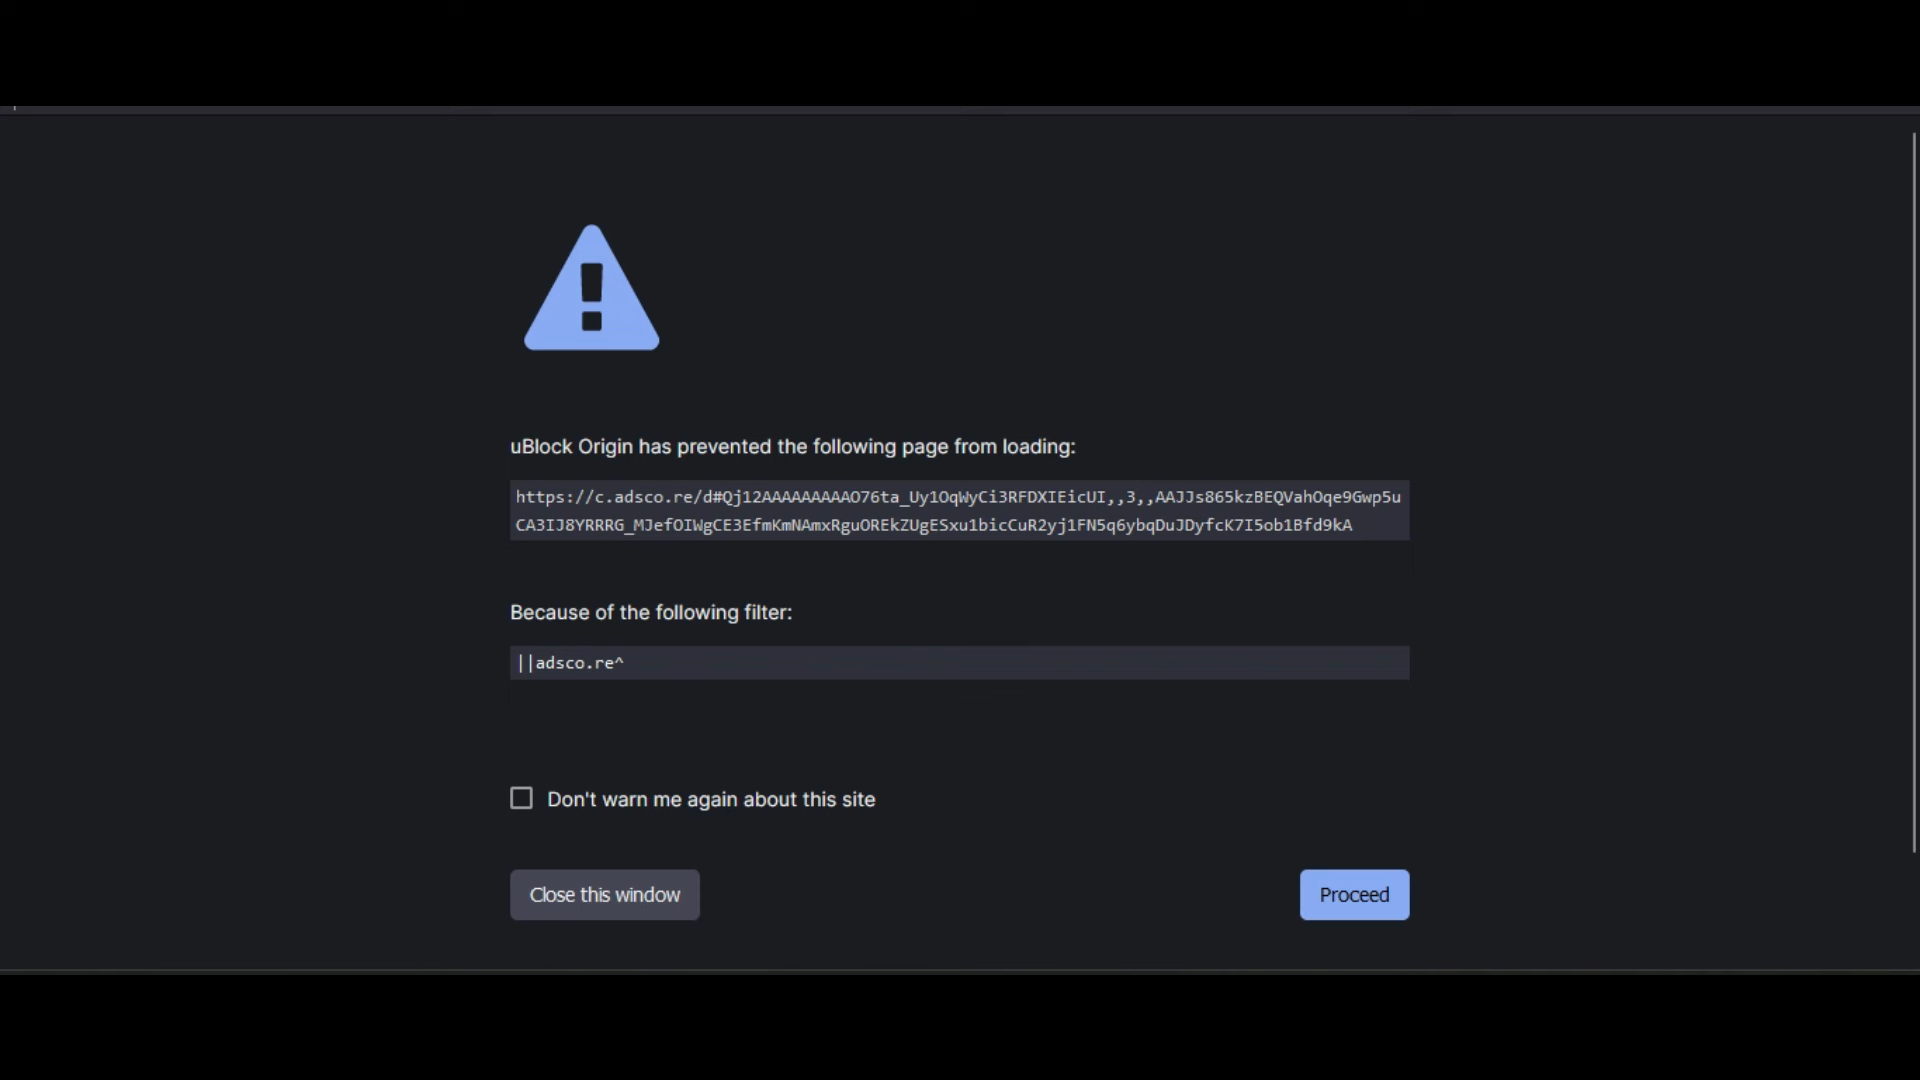 uBlock Origin has prevented the following page from loading:
https://c.adsco.re/d#Qj12AAAAAAAAAO76ta_Uy1OqWyCi3RFDXIEicUI,,3,,AAJJs865kzBEQVahOqe9Gwp5u
CA3IJ8YRRRG_MJefOIWgCE3EfmKmNAmxRguOREkZUgESxu1bicCuR2yj1FN5q6ybqDuJDyfcK7I5ob1Bfd9kA
Because of the following filter:
||adsco.re^
Don't warn me again about this site
Close this window
Proceed